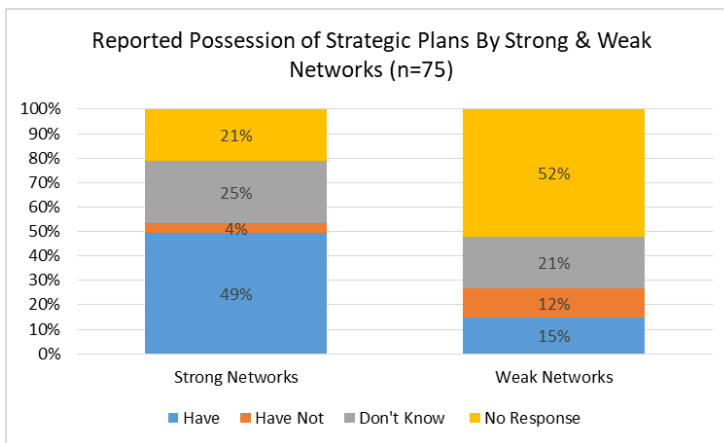 Reported Possession of Strategic Plans By Strong & Weak
Networks (n=75)
100%
90%
80%
70%
60%
50%
40%
30%
20%
10%
0%
21%
25%
4%
49%
52%
21%
12%
15%
Strong Networks
Weak Networks
Have
Have Not
Don't Know
No Response